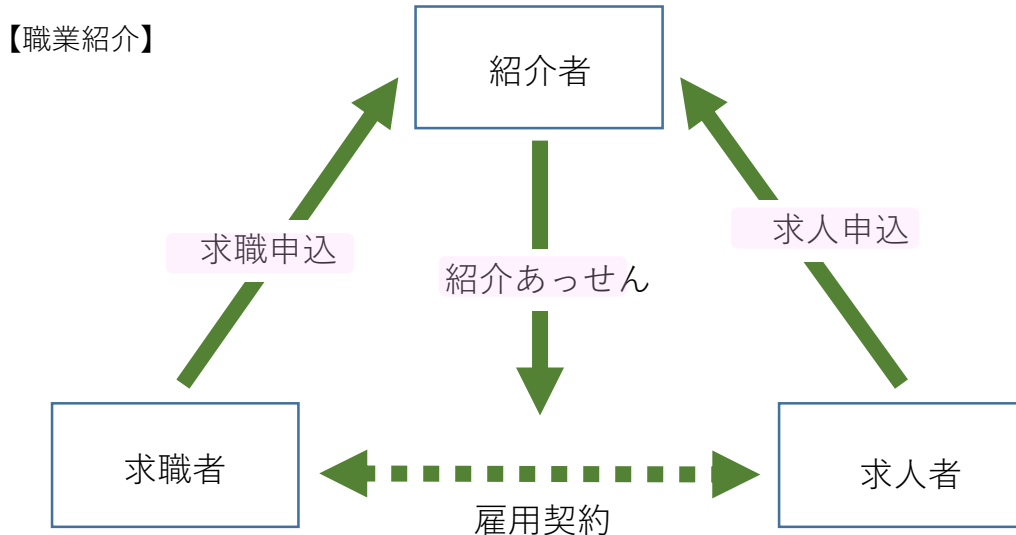 【職業紹介】
紹介者
求職申込
求人申込
紹介あっせん
求職者
求人者
雇用契約